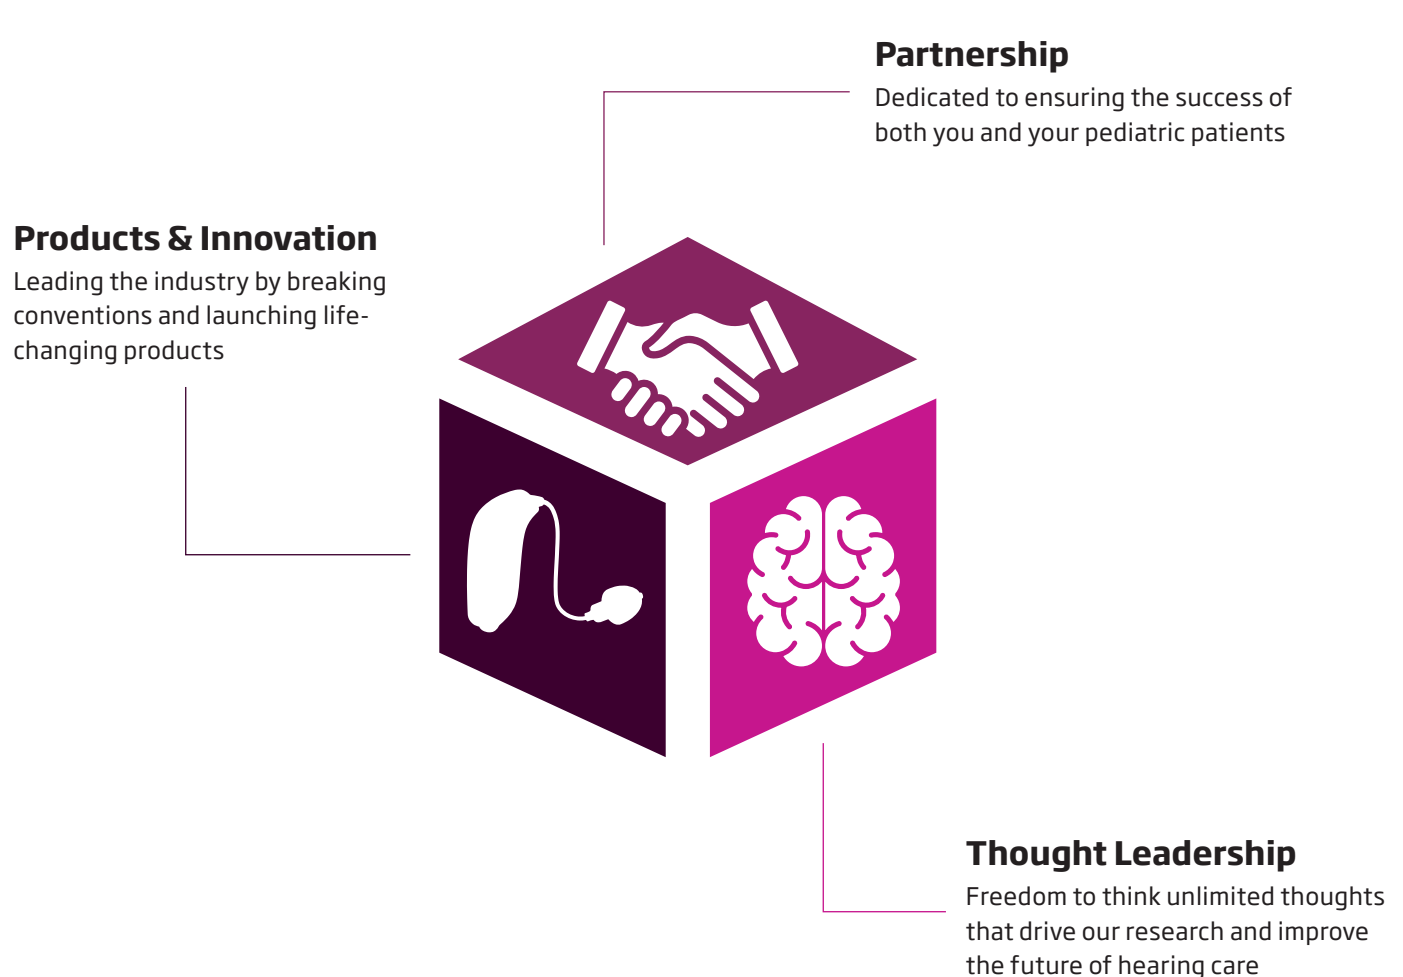 Partnership
Dedicated to ensuring the success of
both you and your pediatric patients
Products & Innovation
Leading the industry by breaking
conventions and launching life-
changing products
Thought Leadership
Freedom to think unlimited thoughts
that drive our research and improve
the future of hearing care